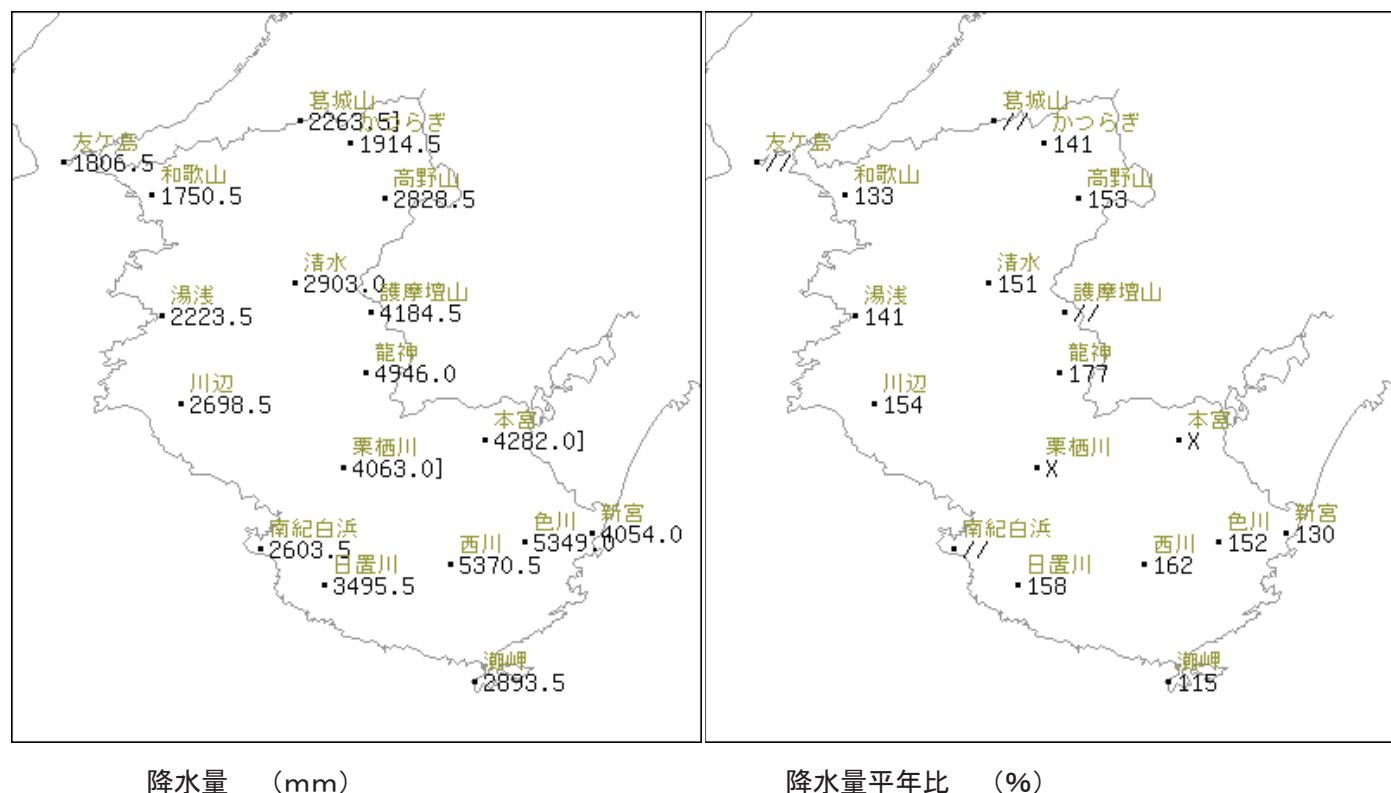 葛城山
2263.5]
かつらぎ
1914.5
友ケ島
1806.5
和歌山
1750.5
高野山
2828.5
清水
2903.0
護摩壇山
4184.5
湯浅
2223.5
龍神
4946.0
川辺
2698.5
本宮
4282.0]
栗栖川
4063.0]
新宮
4054.0
色川
5349.0
南紀白浜
2603.5
西川
5370.5
日置川
3495.5
潮岬
2893.5
降水量 （mm）
葛城山
//
かつらぎ
141
友ケ島
//
和歌山
133
高野山
153
清水
151
護摩壇山
//
湯浅
141
龍神
177
川辺
154
本宮
X
栗栖川
X
新宮
130
色川
152
南紀白浜
//
西川
162
日置川
158
潮岬
115
降水量平年比 （%）